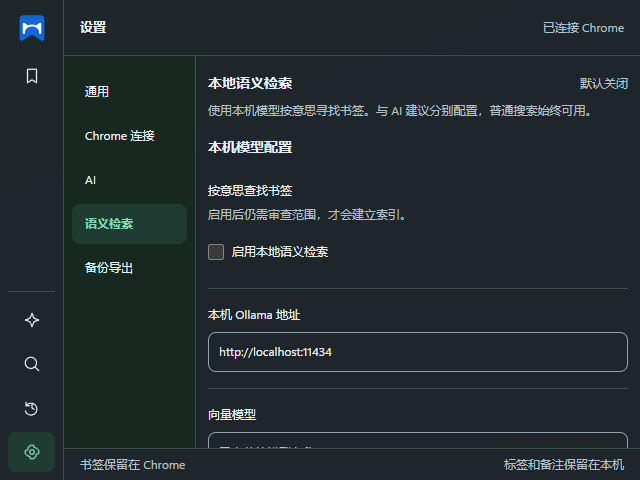 设置
已连接 Chrome
通用
Chrome 连接
AI
语义检索
备份导出
本地语义检索
默认关闭
使用本机模型按意思寻找书签。与 AI 建议分别配置，普通搜索始终可用。
本机模型配置
按意思查找书签
启用后仍需审查范围，才会建立索引。
启用本地语义检索
本机 Ollama 地址
http://localhost:11434
向量模型
书签保留在 Chrome
标签和备注保留在本机